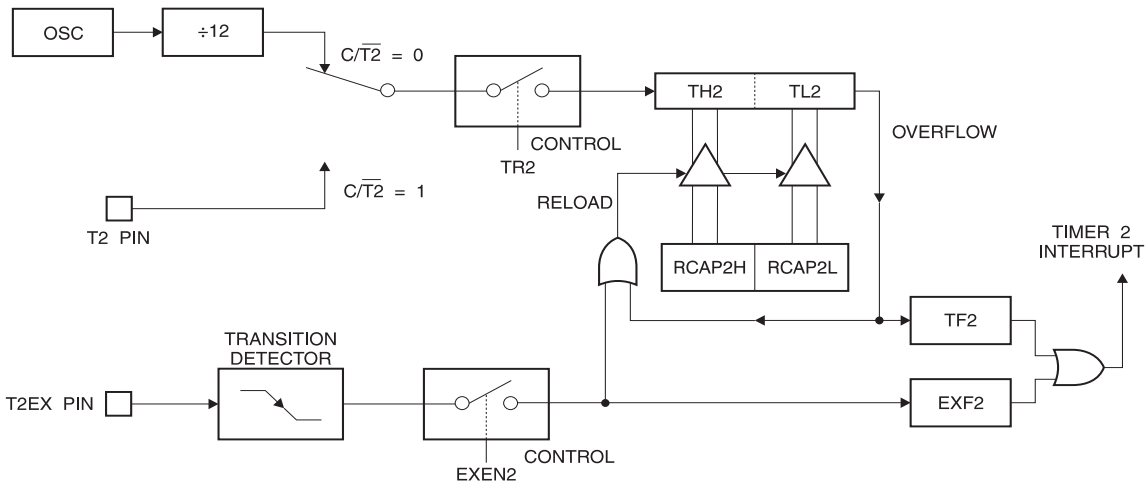 OSC
÷12
C/T2̅ = 0
TH2
TL2
OVERFLOW
CONTROL
TR2
C/T2̅ = 1
RELOAD
T2 PIN
TIMER 2
INTERRUPT
RCAP2H
RCAP2L
TF2
TRANSITION
DETECTOR
T2EX PIN
EXF2
CONTROL
EXEN2